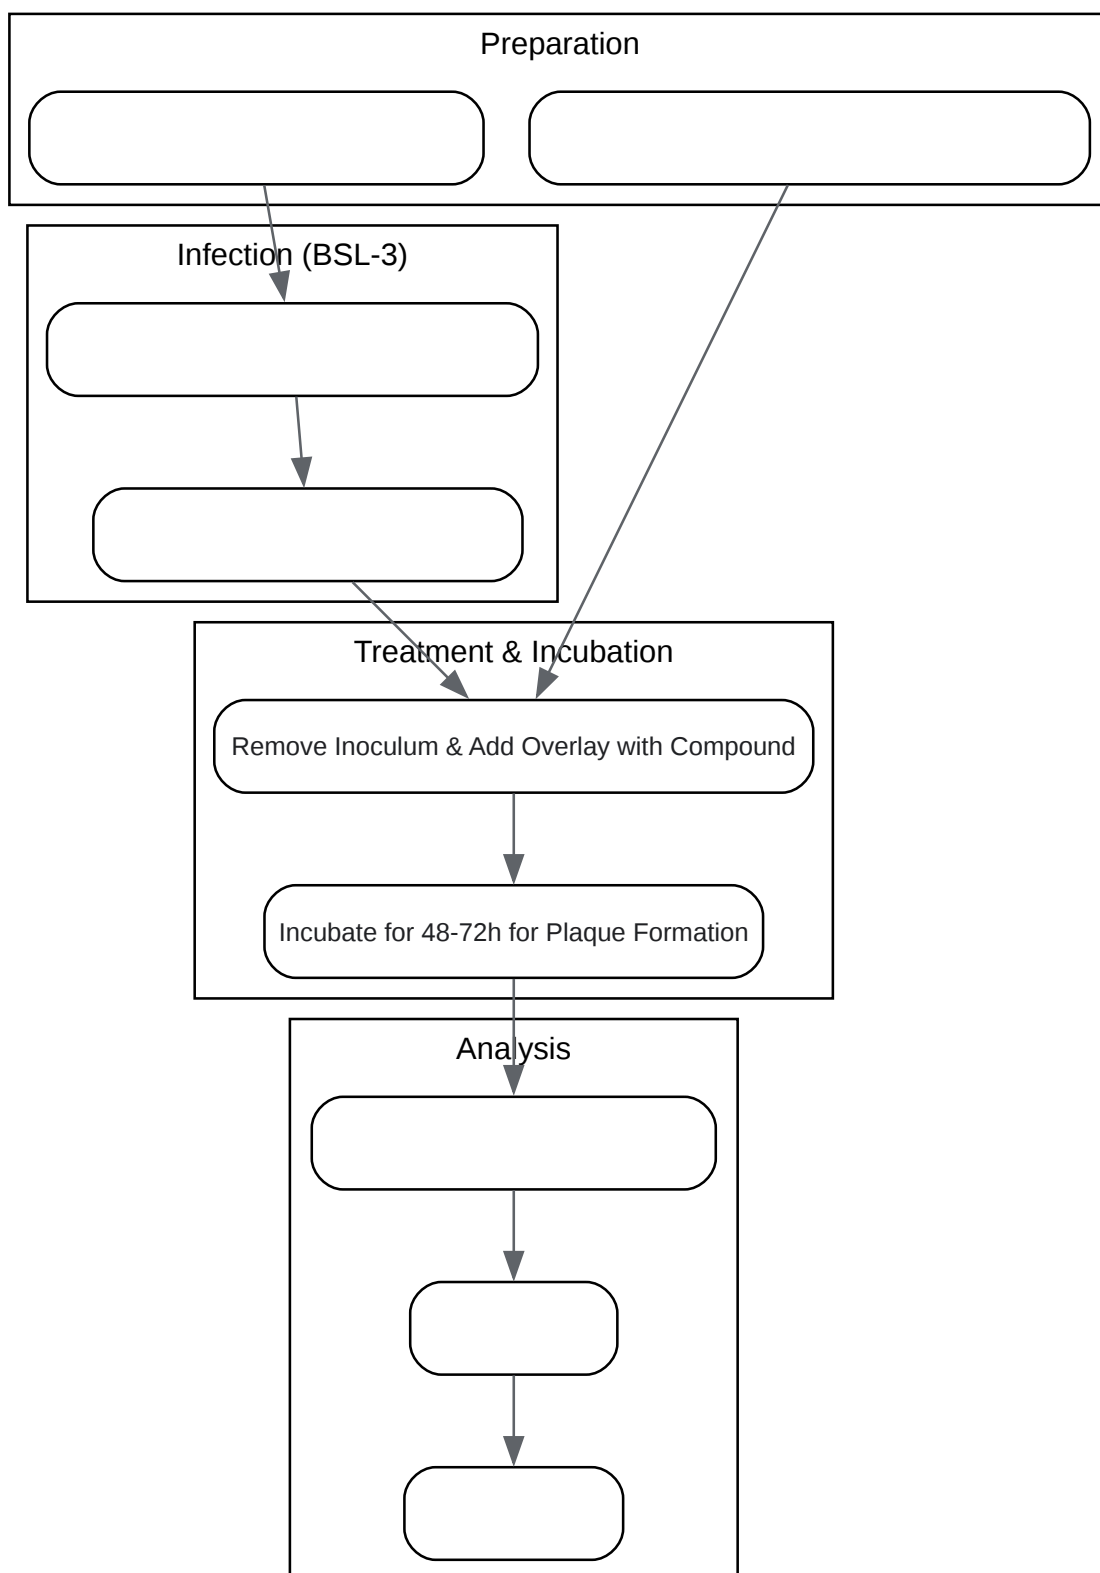 Preparation
Infection (BSL-3)
Treatment & Incubation
Remove Inoculum & Add Overlay with Compound
Incubate for 48-72h for Plaque Formation
Analysis